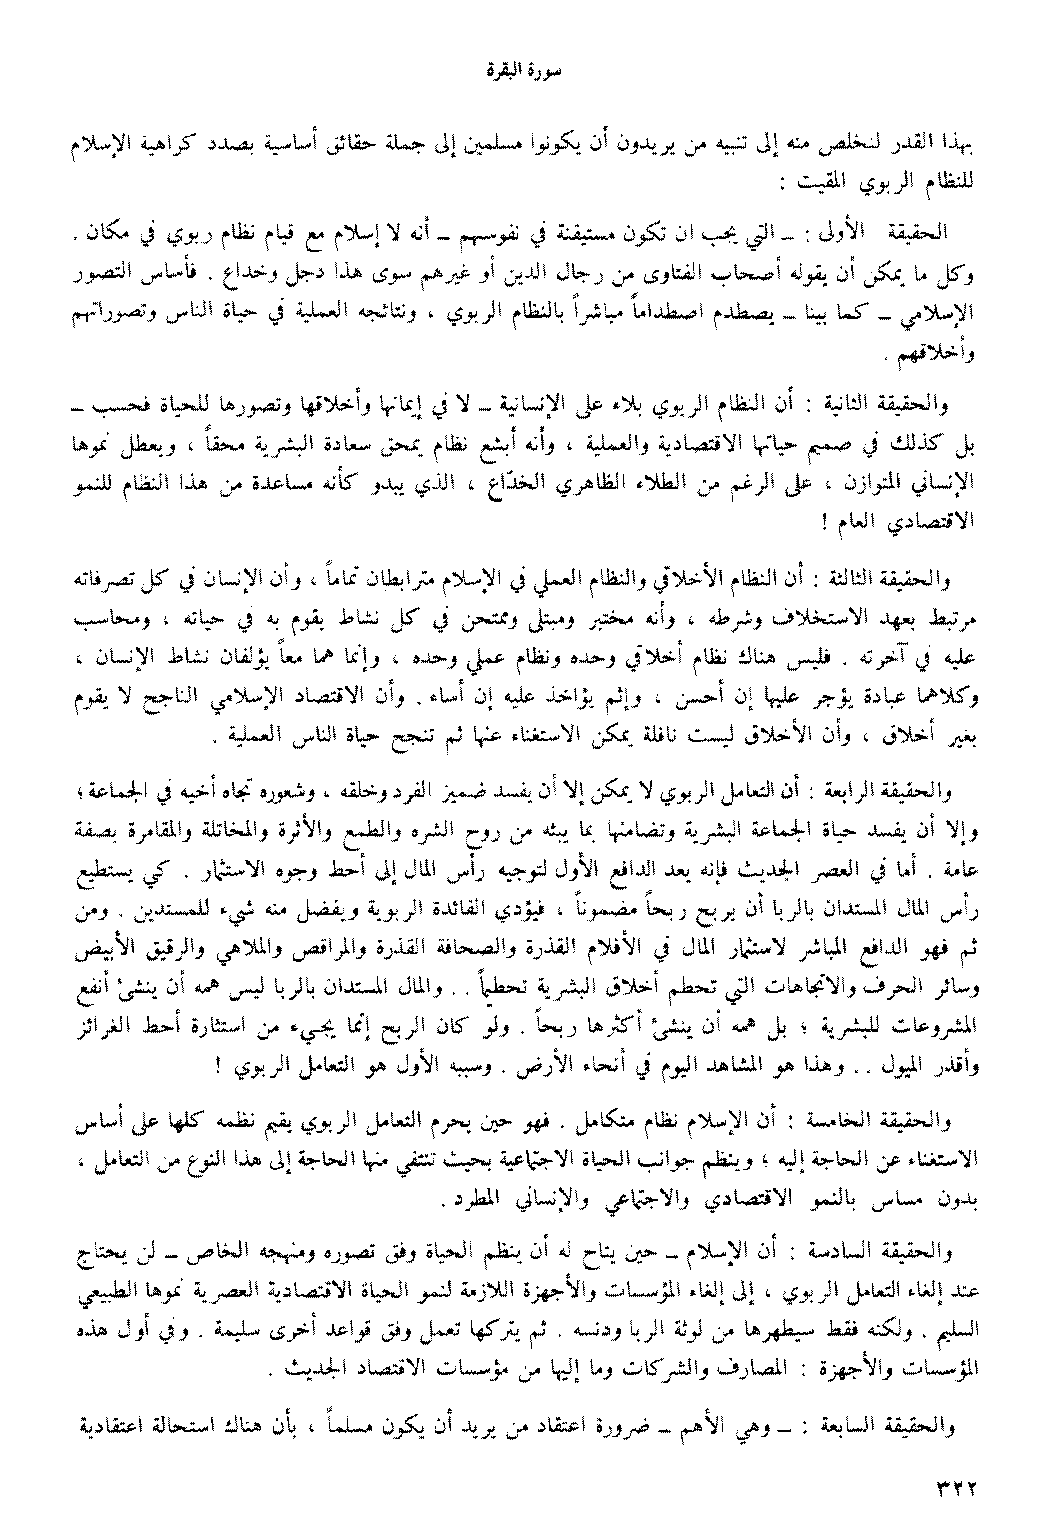 سورة البقرة
بهذا القدر لنخلص منه إلى تنبيه من يريدون أن يكونوا مسلمين إلى جملة حقائق أساسية بصدد كراهية الإسلام
للنظام الربوي المقيت :
الحقيقة الأولى : ــ التي يجب ان تكون مستيقنة في نفوسهم ــ أنه لا إسلام مع قيام نظام ربوي في مكان .
وكل ما يمكن أن يقوله أصحاب الفتاوى من رجال الدين أو غيرهم سوى هذا دجل وخداع . فأساس التصور
الإسلامي ــ كما بينا ــ يصطدم اصطداماً مباشراً بالنظام الربوي ، ونتائجه العملية في حياة الناس وتصوراتهم
وأخلاقهم .
والحقيقة الثانية : أن النظام الربوي بلاء على الإنسانية ــ لا في إيمانها وأخلاقها وتصورها للحياة فحسب ــ
بل كذلك في صميم حياتها الاقتصادية والعملية ، وأنه أبشع نظام يمحق سعادة البشرية محقاً ، ويعطل نموها
الإنساني المتوازن ، على الرغم من الطلاء الظاهري الخدّاع ، الذي يبدو كأنه مساعدة من هذا النظام للنمو
الاقتصادي العام !
والحقيقة الثالثة : أن النظام الأخلاقي والنظام العملي في الإسلام مترابطان تماماً ، وأن الإنسان في كل تصرفاته
مرتبط بعهد الاستخلاف وشرطه ، وأنه مختبر ومبتلى وممتحن في كل نشاط يقوم به في حياته ، ومحاسب
عليه في آخرته . فليس هناك نظام أخلاقي وحده ونظام عملي وحده ، وإنما هما معاً يؤلفان نشاط الإنسان ،
وكلاهما عبادة يؤجر عليها إن أحسن ، وإثم يؤاخذ عليه إن أساء . وأن الاقتصاد الإسلامي الناجح لا يقوم
بغير أخلاق ، وأن الأخلاق ليست نافلة يمكن الاستغناء عنها ثم تنجح حياة الناس العملية .
والحقيقة الرابعة : أن التعامل الربوي لا يمكن إلا أن يفسد ضمير الفرد وخلقه ، وشعوره تجاه أخيه في الجماعة ؛
وإلا أن يفسد حياة الجماعة البشرية وتضامنها بما يبثه من روح الشره والطمع والأثرة والمخاتلة والمقامرة بصفة
عامة . أما في العصر الحديث فإنه يعد الدافع الأول لتوجيه رأس المال إلى أحط وجوه الاستثمار . كي يستطيع
رأس المال المستدان بالربا أن يربح ربحاً مضموناً ، فيؤدي الفائدة الربوية ويفضل منه شيء للمستدين . ومن
ثم فهو الدافع المباشر لاستثمار المال في الأفلام القذرة والصحافة القذرة والمراقص والملاهي والرقيق الأبيض
وسائر الحرف والاتجاهات التي تحطم أخلاق البشرية تحطيماً . . والمال المستدان بالربا ليس همه أن ينشئ أنفع
المشروعات للبشرية ؛ بل همه أن ينشئ أكثرها ربحاً . ولو كان الربح إنما يجيء من استثارة أحط الغرائز
وأقذر الميول . . وهذا هو المشاهد اليوم في أنحاء الأرض . وسببه الأول هو التعامل الربوي !
والحقيقة الخامسة : أن الإسلام نظام متكامل . فهو حين يحرم التعامل الربوي يقيم نظمه كلها على أساس
الاستغناء عن الحاجة إليه ؛ وينظم جوانب الحياة الاجتماعية بحيث تنتفي منها الحاجة إلى هذا النوع من التعامل ،
بدون مساس بالنمو الاقتصادي والاجتماعي والإنساني المطرد .
والحقيقة السادسة : أن الإسلام ــ حين يتاح له أن ينظم الحياة وفق تصوره ومنهجه الخاص ــ لن يحتاج
عند إلغاء التعامل الربوي ، إلى إلغاء المؤسسات والأجهزة اللازمة لنمو الحياة الاقتصادية العصرية نموها الطبيعي
السليم . ولكنه فقط سيطهرها من لوثة الربا ودنسه . ثم يتركها تعمل وفق قواعد أخرى سليمة . وفي أول هذه
المؤسسات والأجهزة : المصارف والشركات وما إليها من مؤسسات الاقتصاد الحديث .
والحقيقة السابعة : ــ وهي الأهم ــ ضرورة اعتقاد من يريد أن يكون مسلماً ، بأن هناك استحالة اعتقادية
٣٢٢